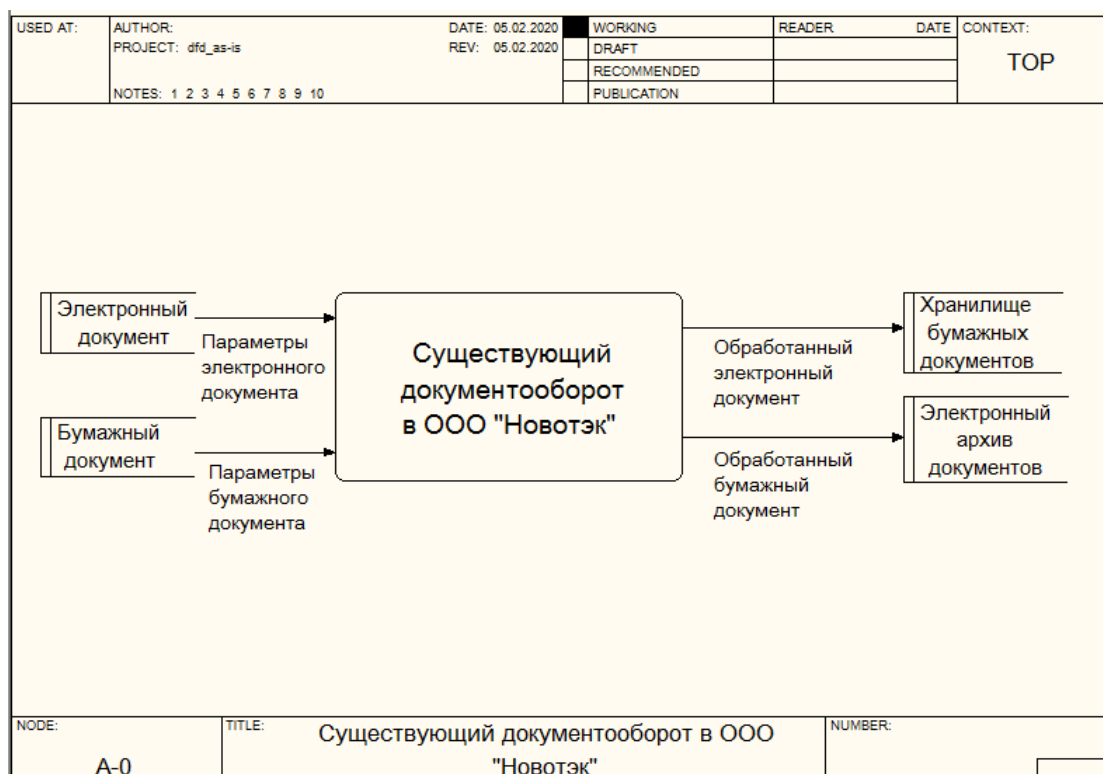 USED AT:
AUTHOR:
DATE: 05.02.2020
PROJECT: dfd_as-is
REV: 05.02.2020
NOTES: 1 2 3 4 5 6 7 8 9 10
WORKING
DRAFT
RECOMMENDED
PUBLICATION
READER
DATE
CONTEXT:
TOP
Электронный
документ
Параметры
электронного
документа
Бумажный
документ
Параметры
бумажного
документа
Существующий
документооборот
в ООО "Новотэк"
Обработанный
электронный
документ
Обработанный
бумажный
документ
Хранилище
бумажных
документов
Электронный
архив
документов
NODE:
A-0
TITLE:
Существующий документооборот в ООО
"Новотэк"
NUMBER: